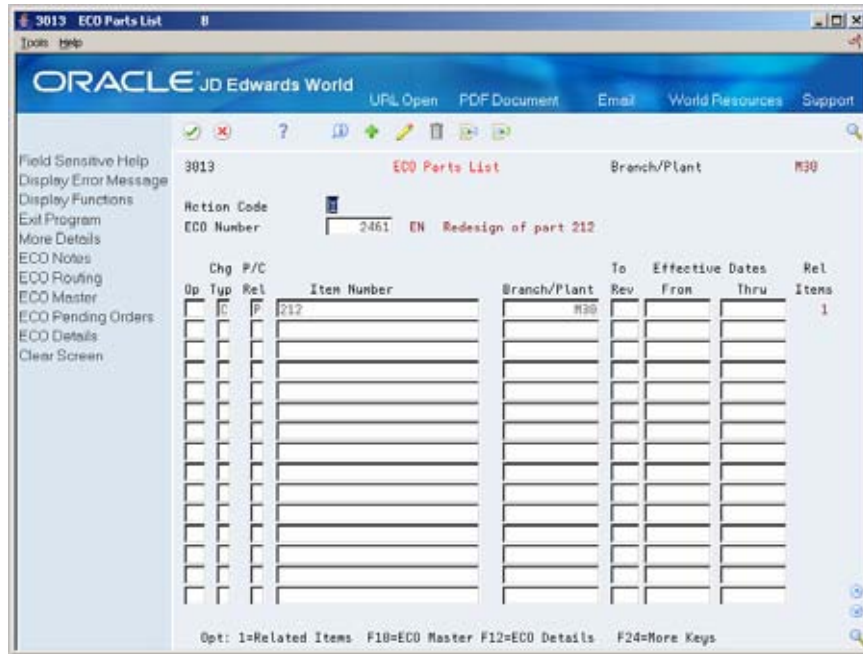 3013 ECO Parts List B
Tools Help
ORACLE JD Edwards World
URL Open PDF Document Email World Resources Support
Field Sensitive Help
Display Error Message
Display Functions
Exit Program
More Details
ECO Notes
ECO Routing
ECO Master
ECO Pending Orders
ECO Details
Clear Screen
3013 ECO Parts List Branch/Plant M30
Action Code I
ECO Number 2461 EN Redesign of part 212
Chg P/C To Effective Dates Rel
Op Typ Rel Item Number Branch/Plant Rev From Thru Items
C P 212 M30 1
Opt: 1=Related Items F18=ECO Master F12=ECO Details F24=More Keys